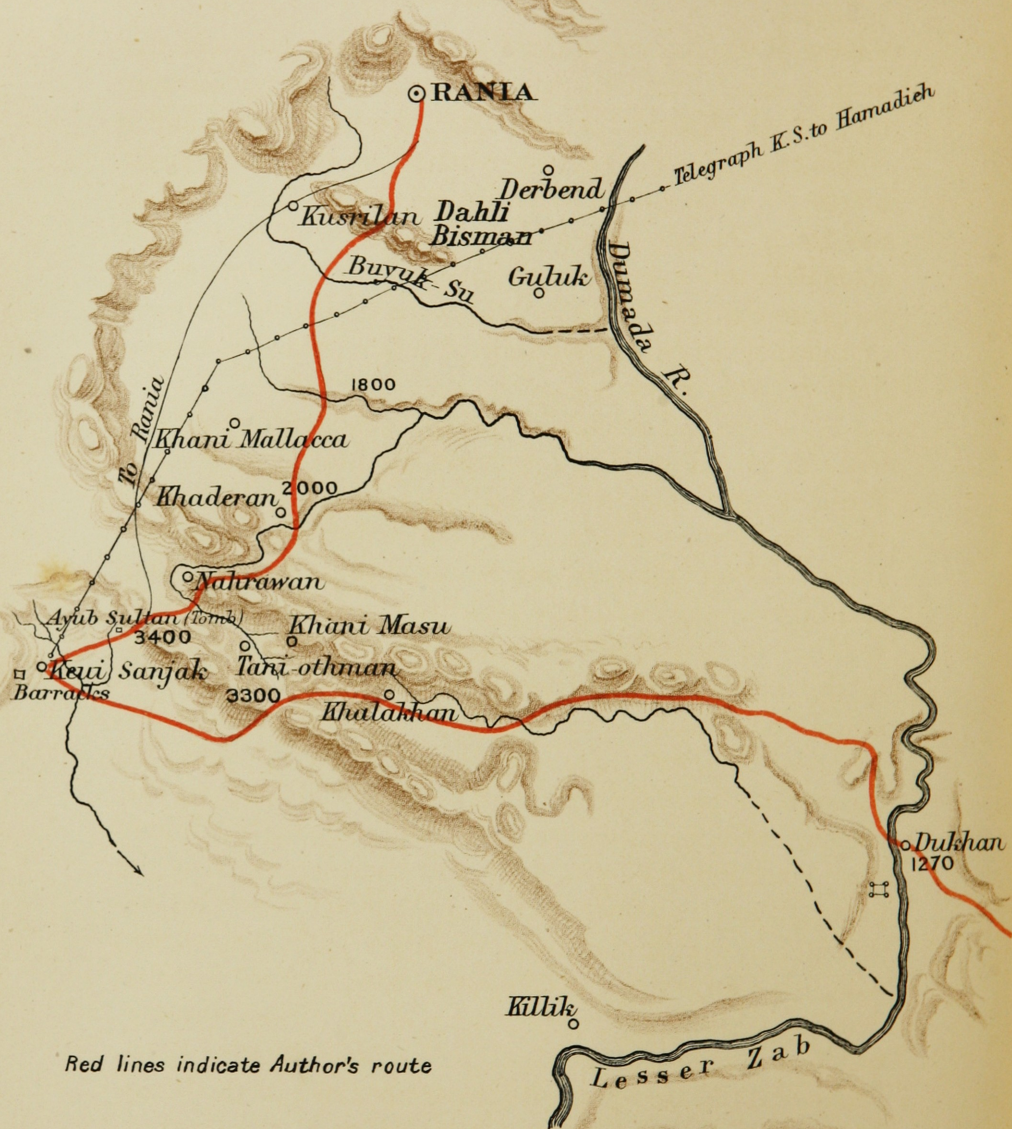 RANIA
Telegraph K.S. to Hamadieh
Derbend
Kusrilan
Dahli
Bisman
Buyuk Su
Guluk
Dumada R.
1800
To Rania
Khani Mallacca
Khaderan
2000
Nahrawan
Ayub Sultan (Tomb)
3400
Khani Masu
Keui Sanjak
Tani-othman
Barracks
3300
Khalakhan
Dukhan
1270
Killik
Lesser Zab
Red lines indicate Author's route